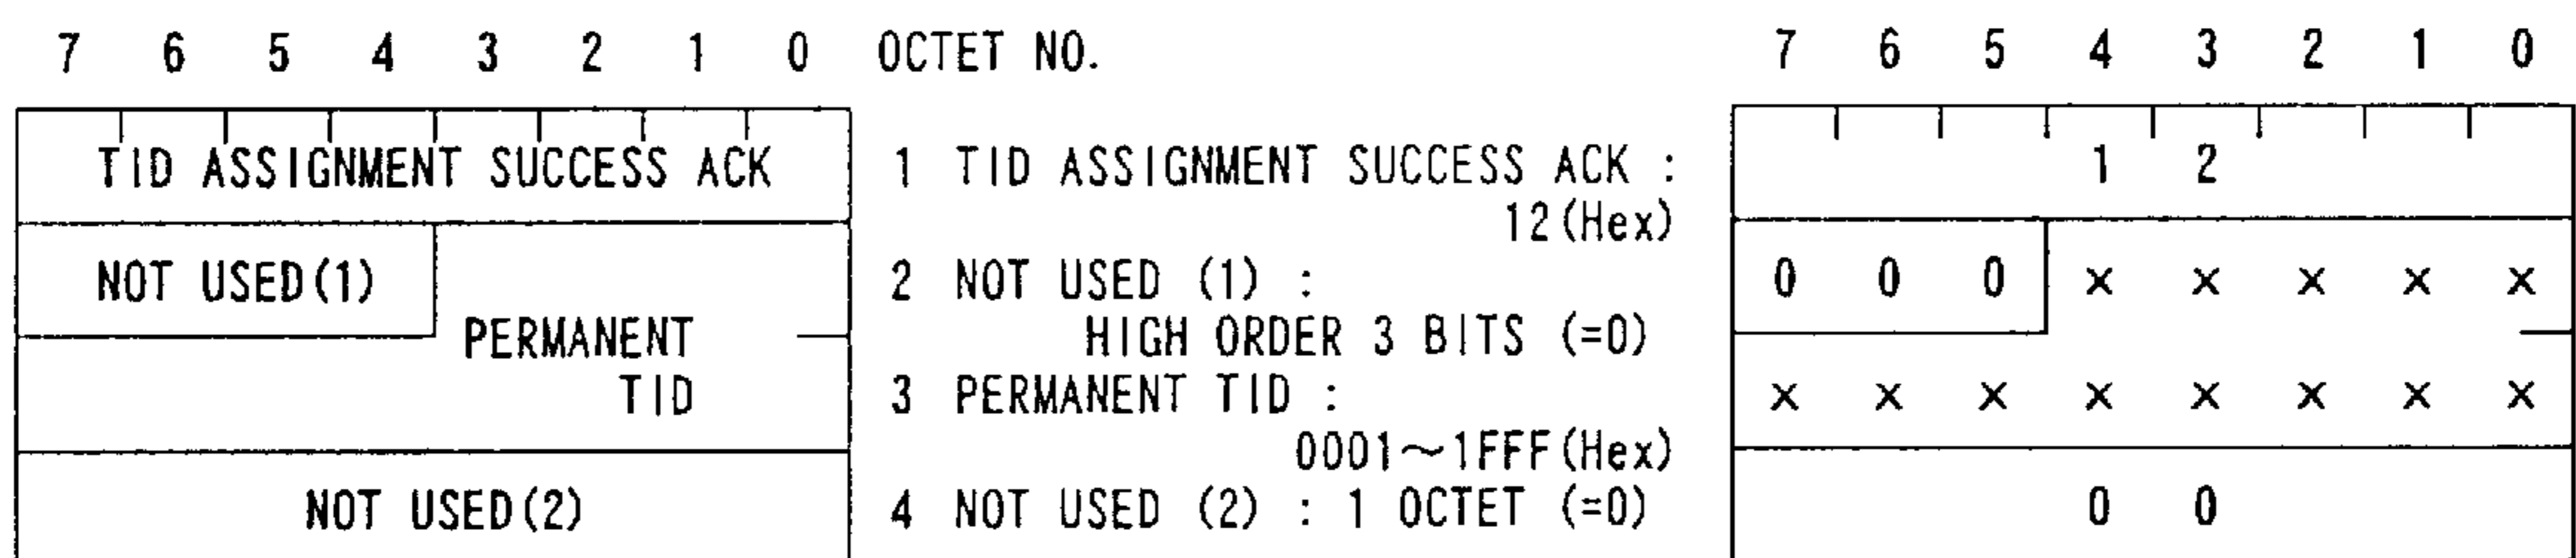 7 6 5 4 3 2 1 0 OCTET NO. 7 6 5 4 3 2 1 0
TID ASSIGNMENT SUCCESS ACK 1 TID ASSIGNMENT SUCCESS ACK : 1 2
12(Hex)
NOT USED(1) 2 NOT USED (1) : 0 0 0 × × × × ×
PERMANENT HIGH ORDER 3 BITS (=0)
TID 3 PERMANENT TID : × × × × × × × ×
0001~1FFF(Hex)
NOT USED(2) 4 NOT USED (2) : 1 OCTET (=0) 0 0